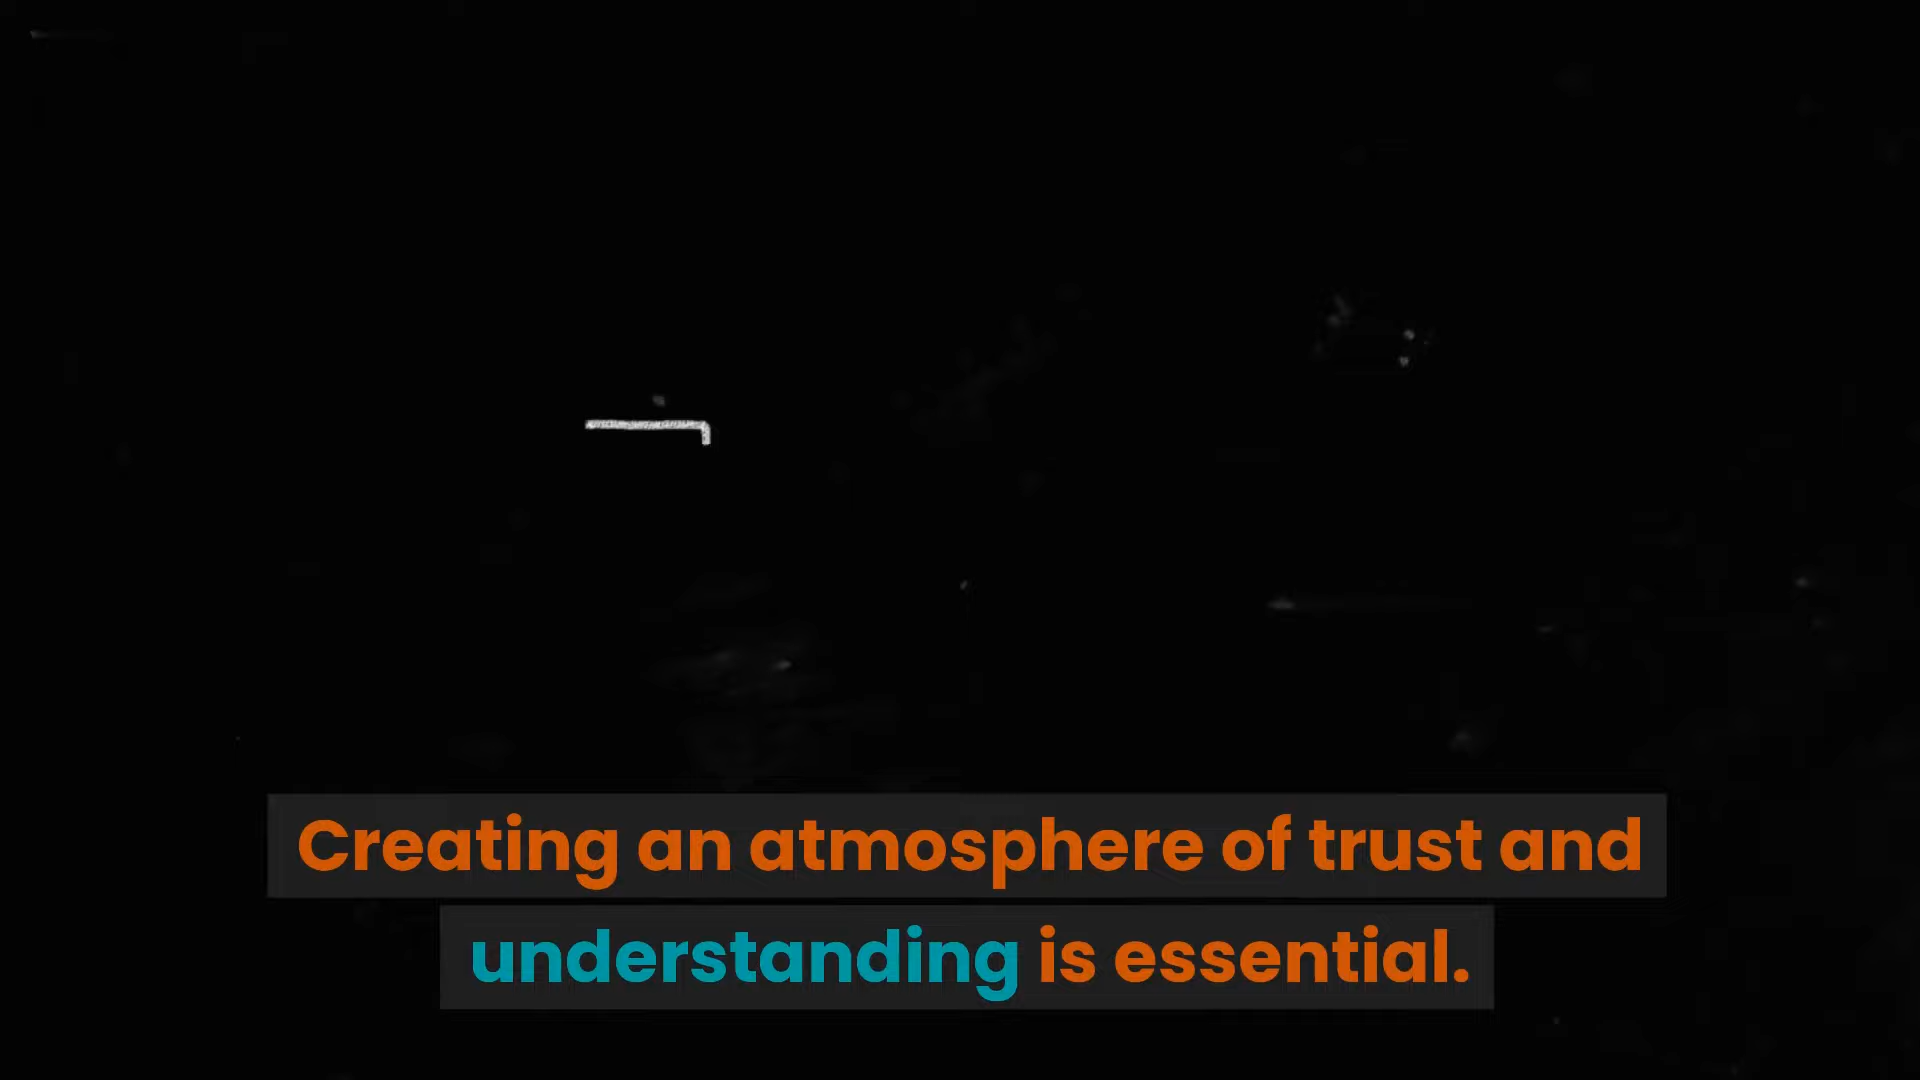 Creating an atmosphere of trust and
understanding is essential.